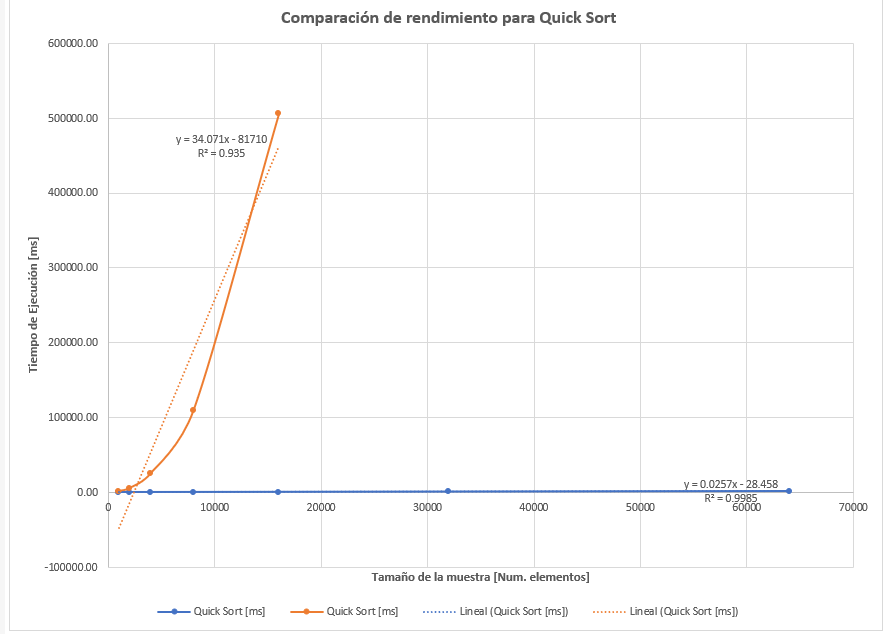 Comparación de rendimiento para Quick Sort
600000.00
500000.00
y = 34.071x - 81710
R² = 0.935
400000.00
300000.00
Tiempo de Ejecución [ms]
200000.00
100000.00
0.00
y = 0.0257x - 28.458
R² = 0.9985
0 10000 20000 30000 40000 50000 60000 70000
-100000.00
Tamaño de la muestra [Num. elementos]
Quick Sort [ms] Quick Sort [ms] Lineal (Quick Sort [ms]) Lineal (Quick Sort [ms])